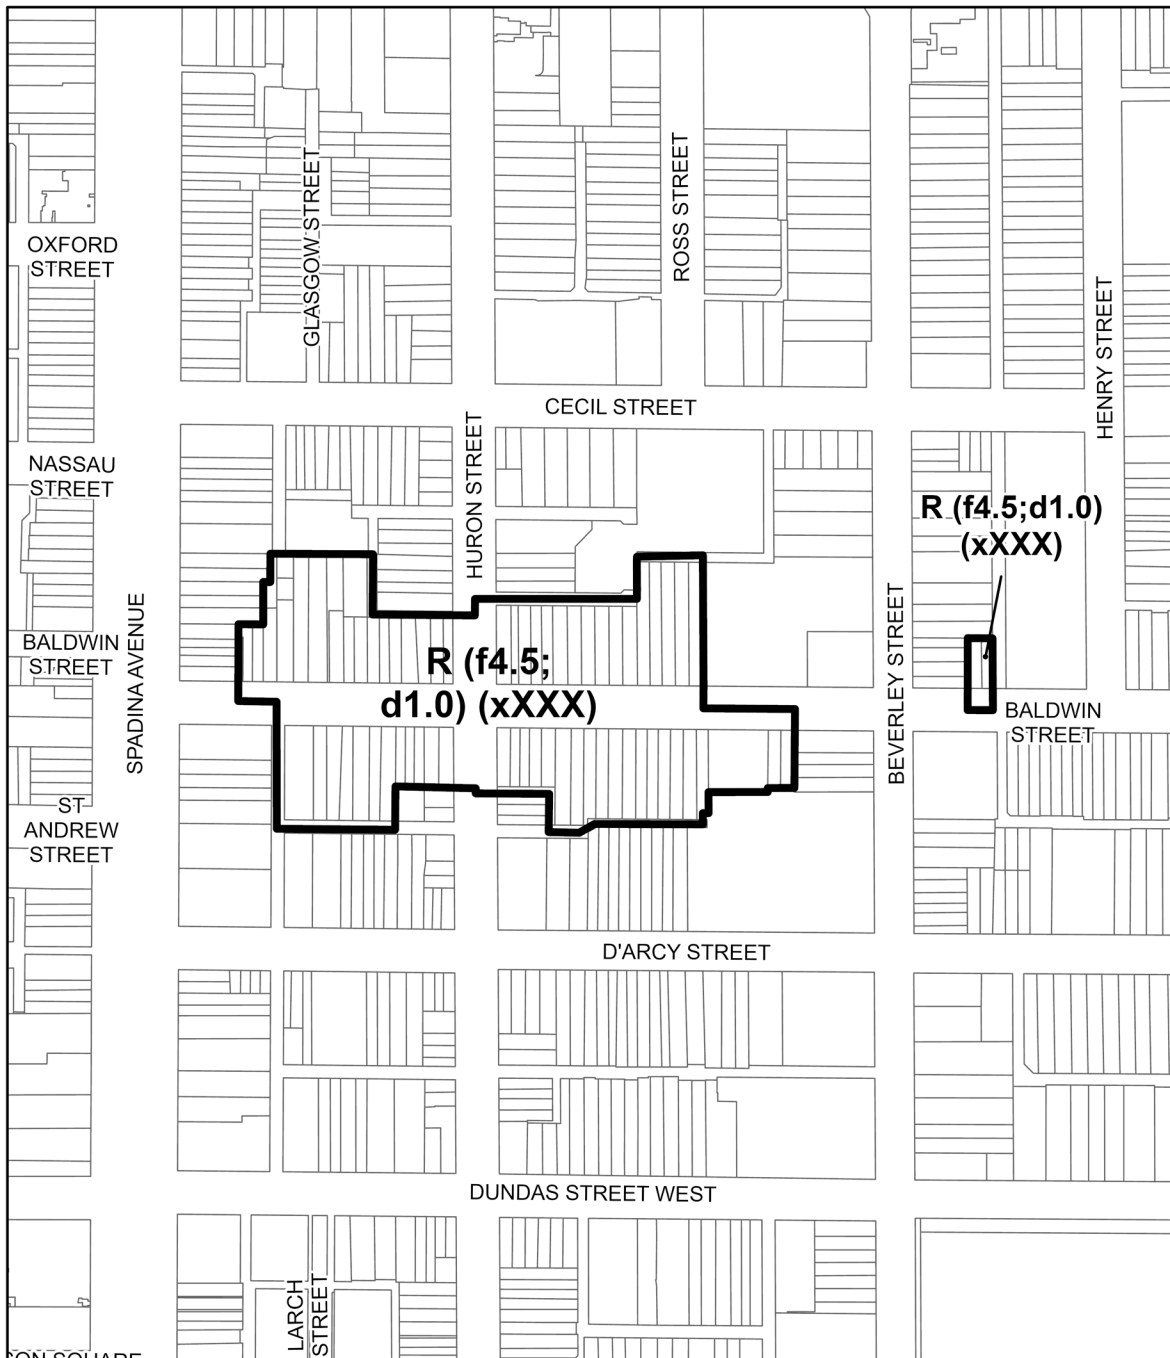 ROSS STREET
GLASGOW STREET
OXFORD
STREET
HENRY STREET
CECIL STREET
HURON STREET
NASSAU
STREET
R (f4.5;d1.0)
(xXXX)
SPADINA AVENUE
BALDWIN
STREET
BEVERLEY STREET
R (f4.5;
d1.0) (xXXX)
BALDWIN
STREET
ST
ANDREW
STREET
D'ARCY STREET
DUNDAS STREET WEST
LARCH
STREET
SQUARE